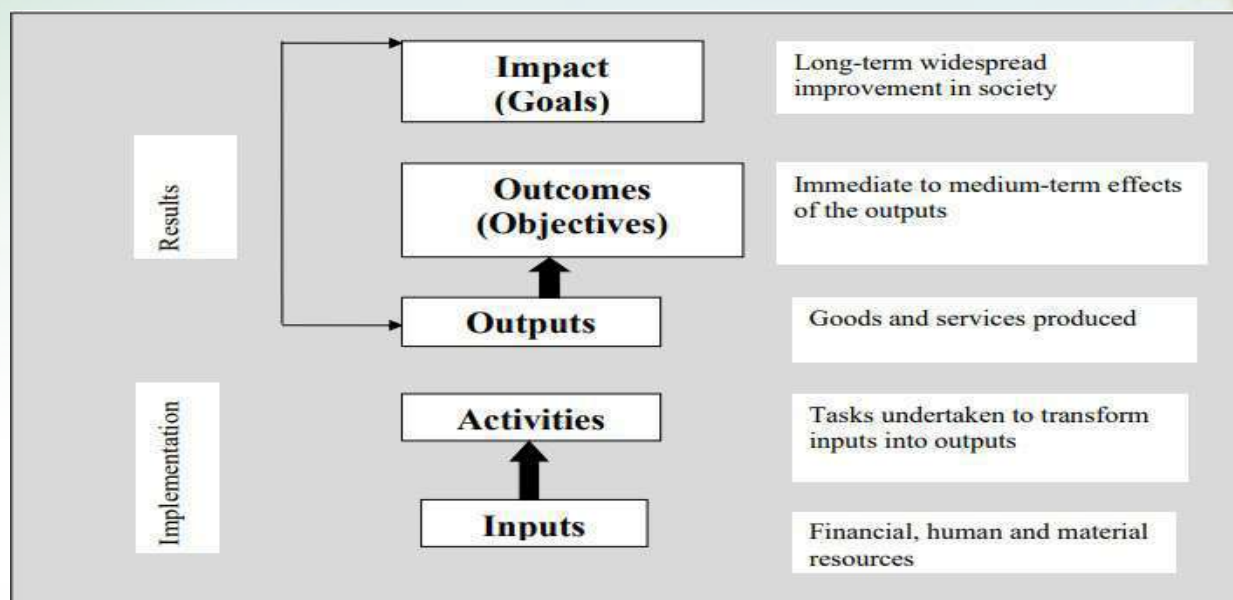 Impact
(Goals)
Long-term widespread
improvement in society
Results
Outcomes
(Objectives)
Immediate to medium-term effects
of the outputs
Outputs
Goods and services produced
Implementation
Activities
Tasks undertaken to transform
inputs into outputs
Inputs
Financial, human and material
resources